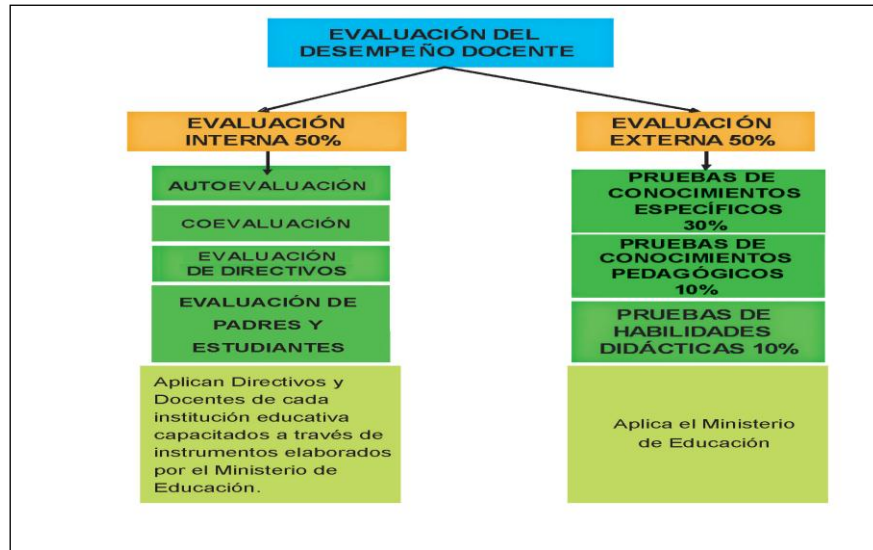 EVALUACIÓN DEL
DESEMPEÑO DOCENTE
EVALUACIÓN
INTERNA 50%
AUTOEVALUACIÓN
COEVALUACIÓN
EVALUACIÓN
DE DIRECTIVOS
EVALUACIÓN DE
PADRES Y
ESTUDIANTES
Aplican Directivos y
Docentes de cada
institución educativa
capacitados a través de
instrumentos elaborados
por el Ministerio de
Educación.
EVALUACIÓN
EXTERNA 50%
PRUEBAS DE
CONOCIMIENTOS
ESPECÍFICOS
30%
PRUEBAS DE
CONOCIMIENTOS
PEDAGÓGICOS
10%
PRUEBAS DE
HABILIDADES
DIDÁCTICAS 10%
Aplica el Ministerio
de Educación